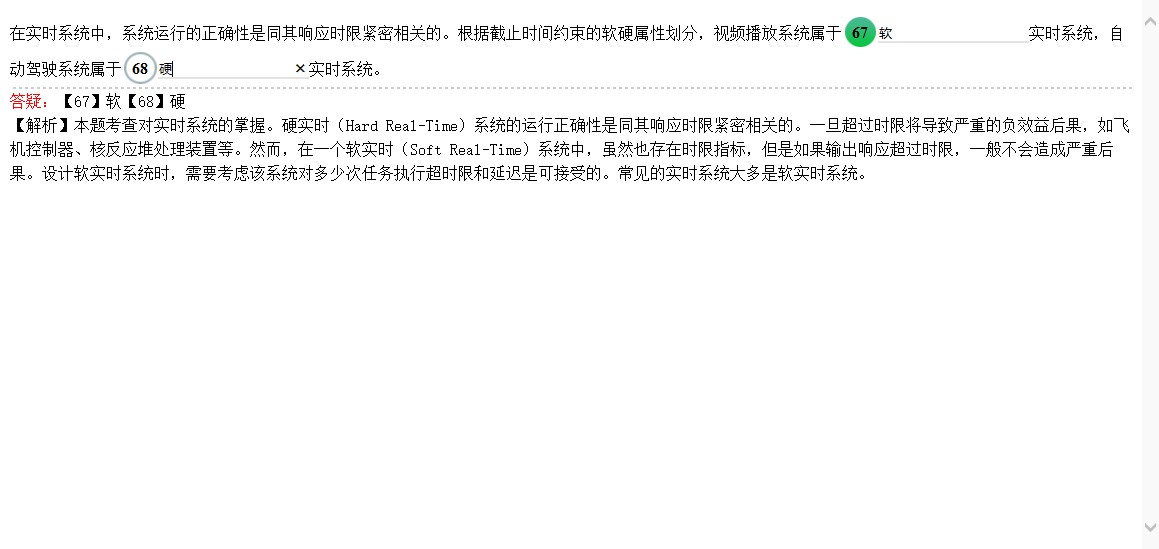 在实时系统中，系统运行的正确性是同其响应时限紧密相关的。根据截止时间约束的软硬属性划分，视频播放系统属于 67 软 实时系统，自
动驾驶系统属于 68 硬 ×实时系统。
答疑：【67】软【68】硬
【解析】本题考查对实时系统的掌握。硬实时（Hard Real-Time）系统的运行正确性是同其响应时限紧密相关的。一旦超过时限将导致严重的负效益后果，如飞
机控制器、核反应堆处理装置等。然而，在一个软实时（Soft Real-Time）系统中，虽然也存在时限指标，但是如果输出响应超过时限，一般不会造成严重后
果。设计软实时系统时，需要考虑该系统对多少次任务执行超时限和延迟是可接受的。常见的实时系统大多是软实时系统。